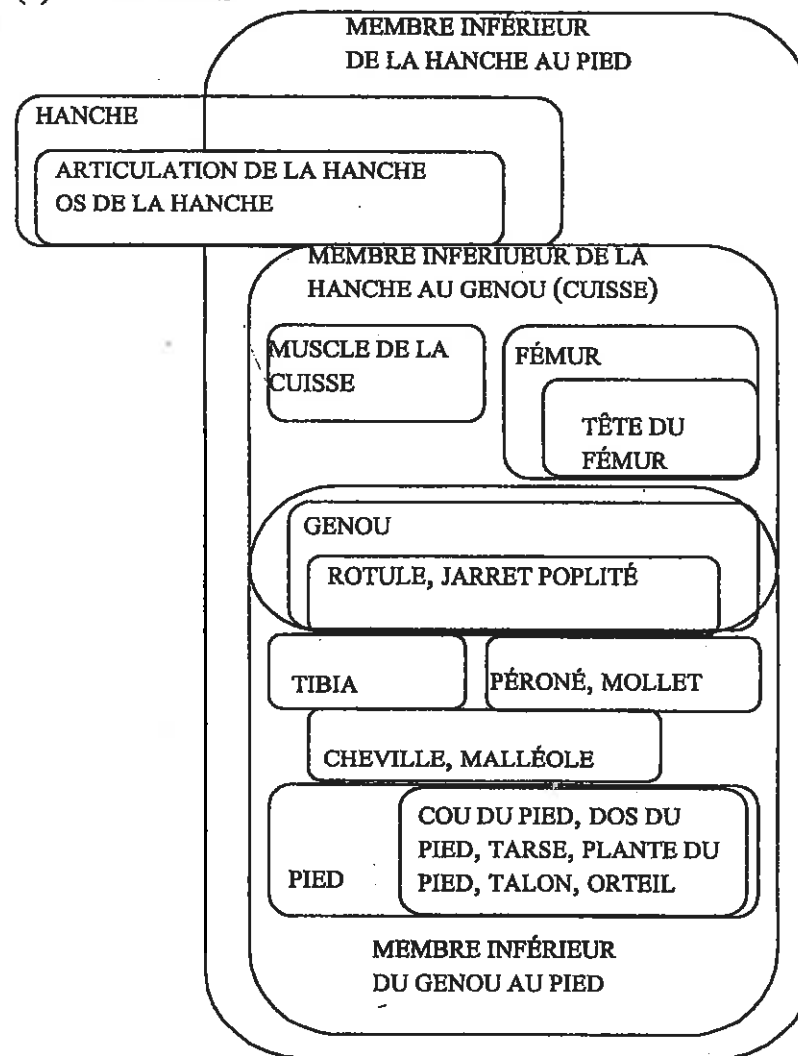 MEMBRE INFÉRIEUR
DE LA HANCHE AU PIED
HANCHE
ARTICULATION DE LA HANCHE
OS DE LA HANCHE
MEMBRE INFÉRIUEUR DE LA
HANCHE AU GENOU (CUISSE)
MUSCLE DE LA
CUISSE
FÉMUR
TÊTE DU
FÉMUR
GENOU
ROTULE, JARRET POPLITÉ
TIBIA
PÉRONÉ, MOLLET
CHEVILLE, MALLÉOLE
COU DU PIED, DOS DU
PIED, TARSE, PLANTE DU
PIED, TALON, ORTEIL
PIED
MEMBRE INFÉRIEUR
DU GENOU AU PIED